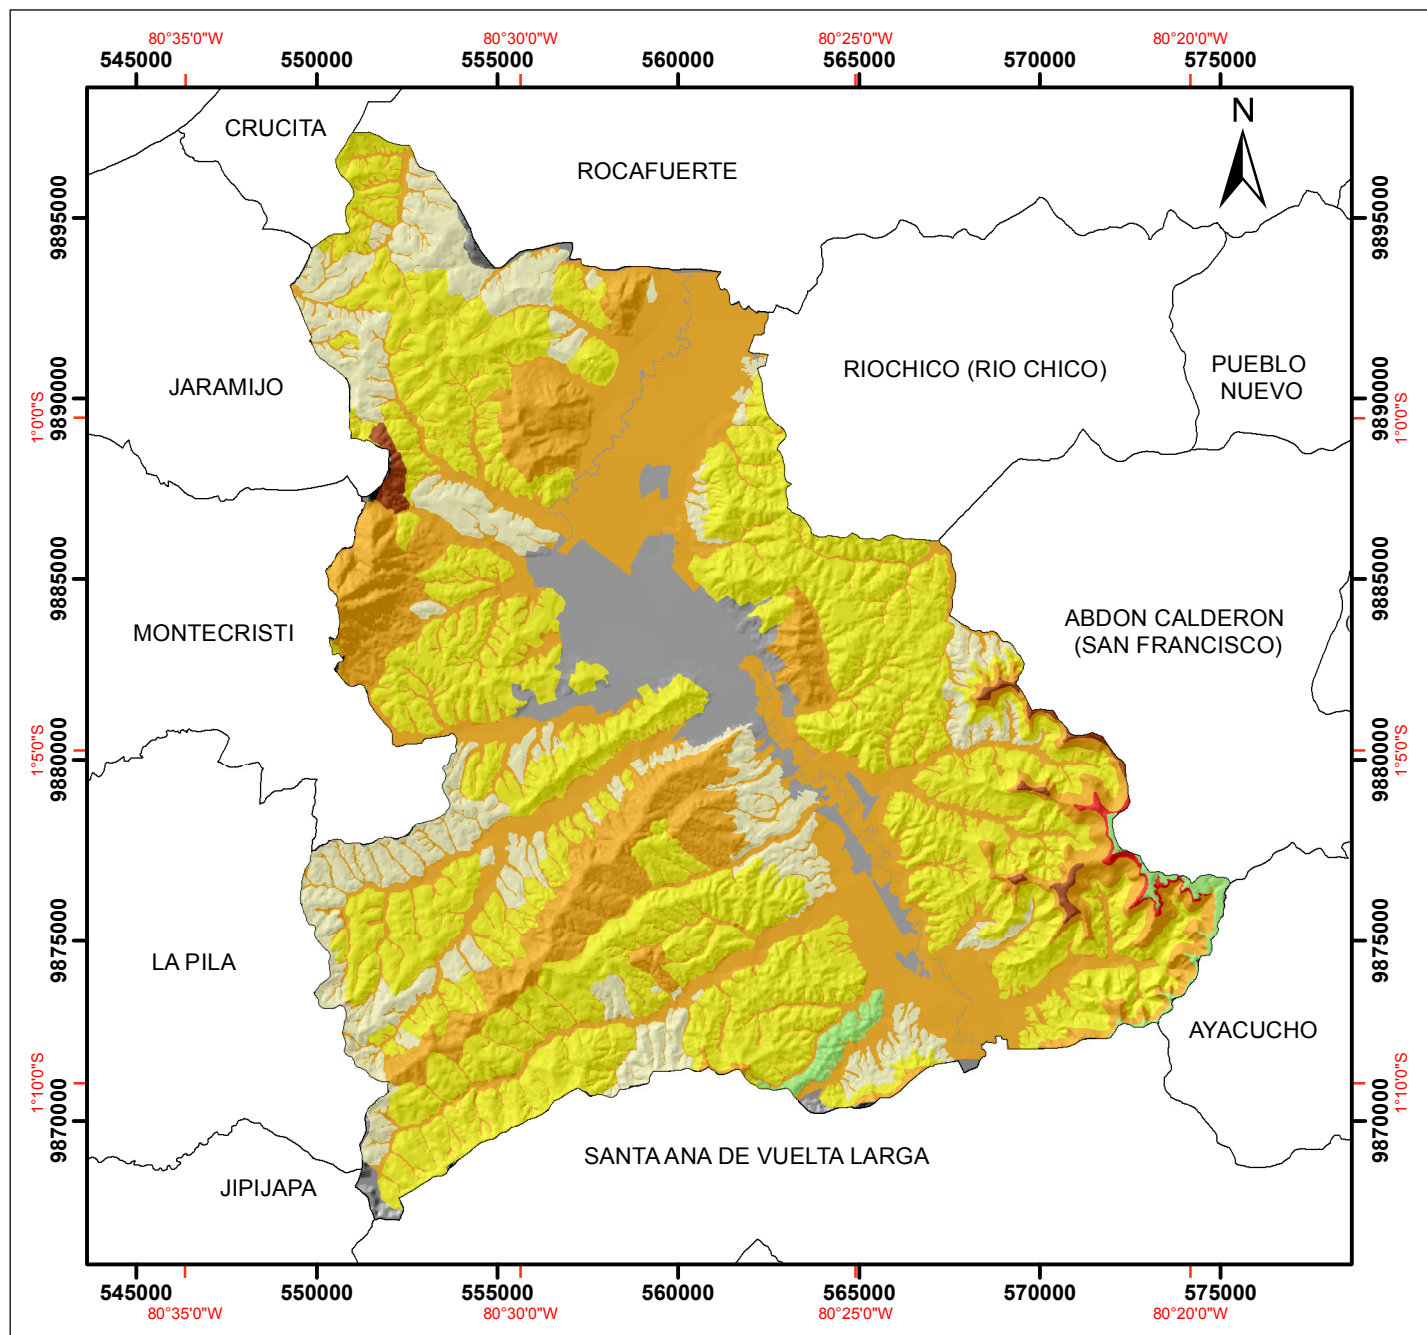 80°35'0"W 80°30'0"W 80°25'0"W 80°20'0"W
545000 550000 555000 560000 565000 570000 575000
N
CRUCITA
ROCAFUERTE
9895000 9895000
JARAMIJO
RIOCHICO (RIO CHICO)
PUEBLO
NUEVO
9890000 9890000
1°0'0"S 1°0'0"S
9885000 9885000
MONTECRISTI
ABDON CALDERON
(SAN FRANCISCO)
1°5'0"S 1°5'0"S
9880000 9880000
LA PILA
9875000 9875000
AYACUCHO
1°10'0"S 1°10'0"S
9870000 9870000
SANTA ANA DE VUELTA LARGA
JIPIJAPA
545000 550000 555000 560000 565000 570000 575000
80°35'0"W 80°30'0"W 80°25'0"W 80°20'0"W